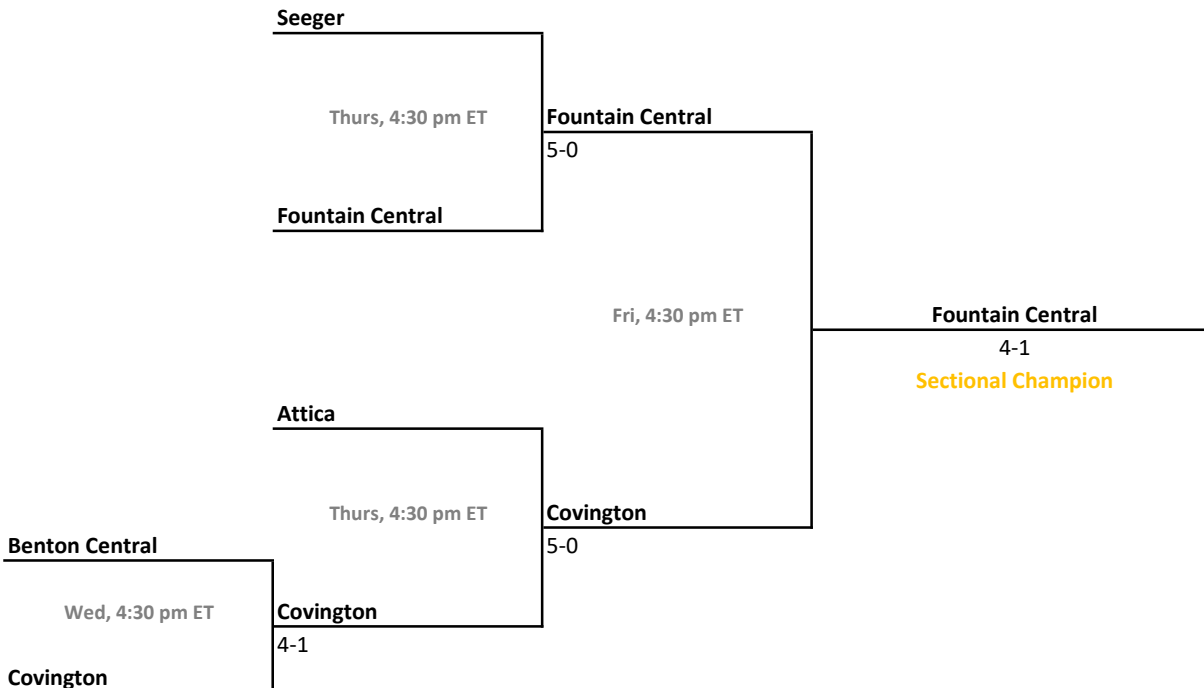 Seeger
Thurs, 4:30 pm ET
Fountain Central
5-0
Fountain Central
Fri, 4:30 pm ET
Fountain Central
4-1
Sectional Champion
Attica
Thurs, 4:30 pm ET
Covington
5-0
Benton Central
Wed, 4:30 pm ET
Covington
4-1
Covington